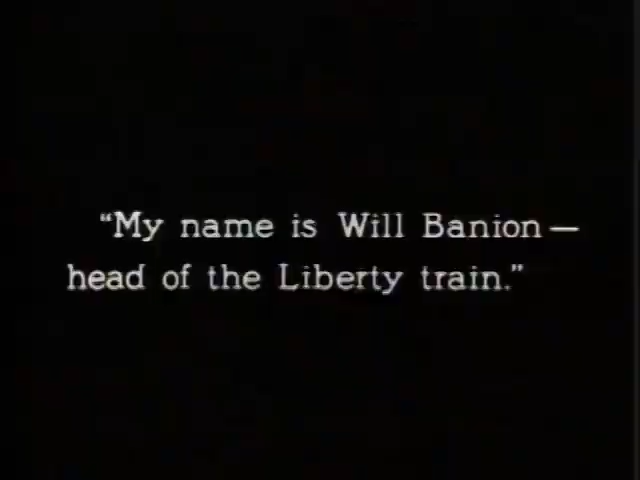 “My name is Will Banion—
head of the Liberty train.”